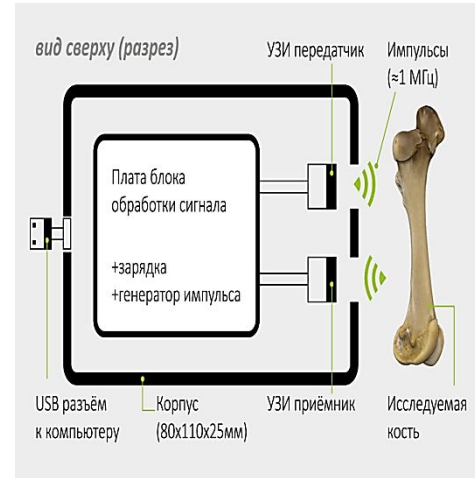 вид сверху (разрез)
УЗИ передатчик
Импульсы
(≈1 МГц)
Плата блока
обработки сигнала
+зарядка
+генератор импульса
USB разъём
к компьютеру
Корпус
(80х110х25мм)
УЗИ приёмник
Исследуемая
кость